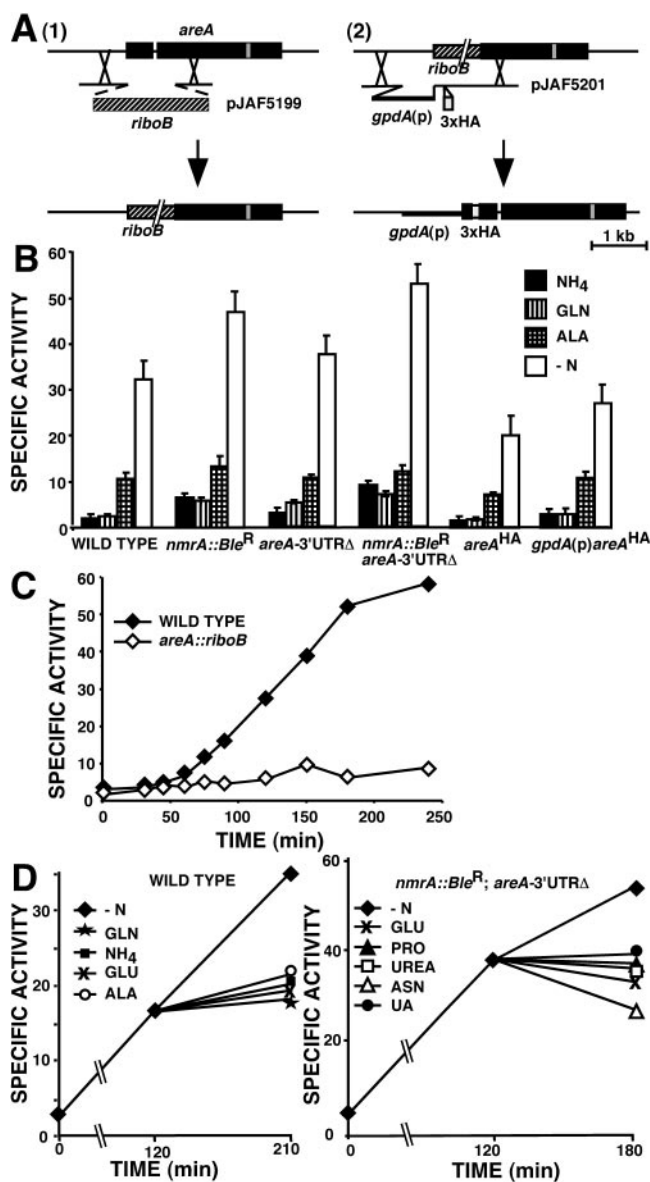 A (1) areA (2)
riboB
pJAF5199 pJAF5201
riboB gpdA(p) 3xHA
riboB gpdA(p) 3xHA
1 kb
B
SPECIFIC ACTIVITY
60
50
40
30
20
10
0
NH4
GLN
ALA
- N
WILD TYPE nmrA::BleR areA-3'UTRΔ nmrA::BleR areA-3'UTRΔ areAHA gpdA(p)areAHA
C
SPECIFIC ACTIVITY
60
50
40
30
20
10
0
WILD TYPE
areA::riboB
0 50 100 150 200 250
TIME (min)
D
SPECIFIC ACTIVITY
35
25
15
0
WILD TYPE
- N
GLN
NH4
GLU
ALA
0 120 210
TIME (min)
SPECIFIC ACTIVITY
60
40
20
0
nmrA::BleR; areA-3'UTRΔ
- N
GLU
PRO
UREA
ASN
UA
0 120 180
TIME (min)